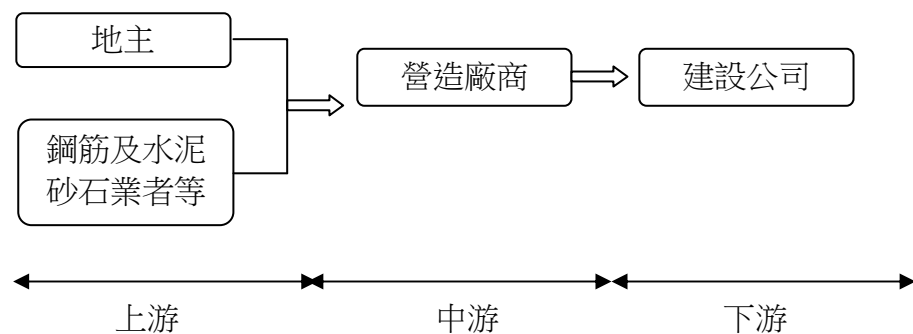 地主
營造廠商
建設公司
鋼筋及水泥
砂石業者等
上游
中游
下游